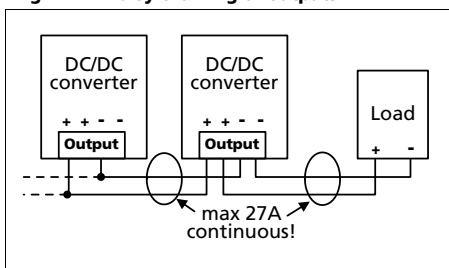 DC/DC
converter
+ + - -
Output
DC/DC
converter
+ + - -
Output
Load
+ -
max 27A
continuous!